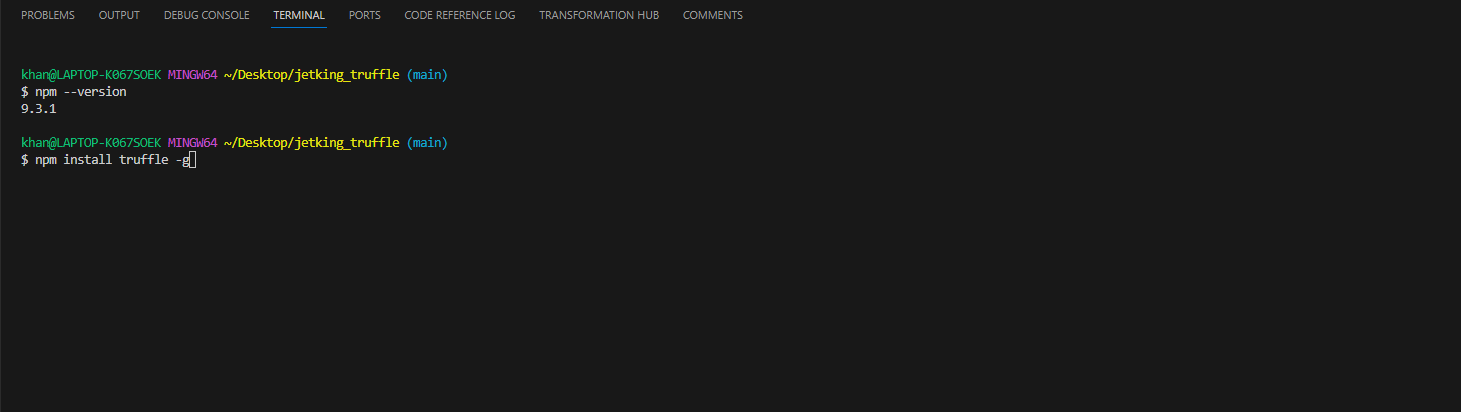 PROBLEMS OUTPUT DEBUG CONSOLE TERMINAL PORTS CODE REFERENCE LOG TRANSFORMATION HUB COMMENTS
khan@LAPTOP-K067SOEK MINGW64 ~/Desktop/jetking_truffle (main)
$ npm --version
9.3.1
khan@LAPTOP-K067SOEK MINGW64 ~/Desktop/jetking_truffle (main)
$ npm install truffle -g